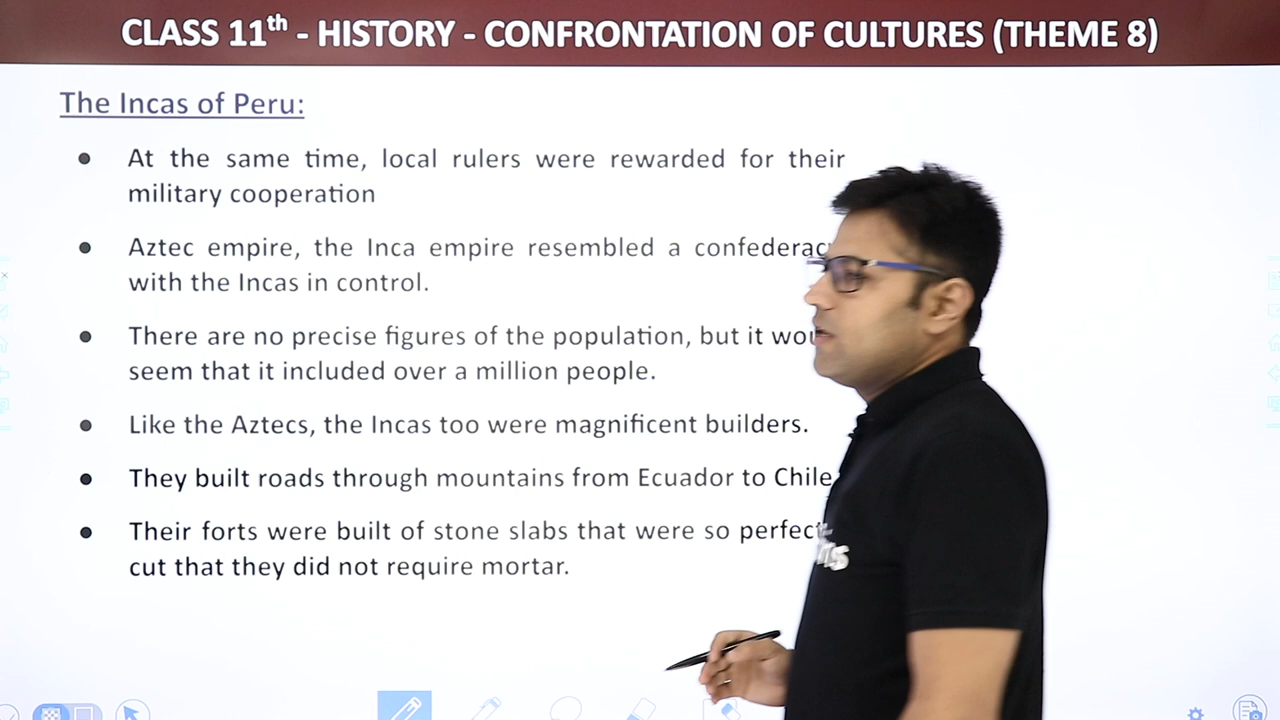 CLASS 11th - HISTORY - CONFRONTATION OF CULTURES (THEME 8)
The Incas of Peru:
● At the same time, local rulers were rewarded for their
military cooperation
● Aztec empire, the Inca empire resembled a
with the Incas in control.
● There are no precise figures of the population, but it
seem that it included over a million people.
● Like the Aztecs, the Incas too were magnificent builders.
● They built roads through mountains from Ecuador to Chile
● Their forts were built of stone slabs that were so
cut that they did not require mortar.